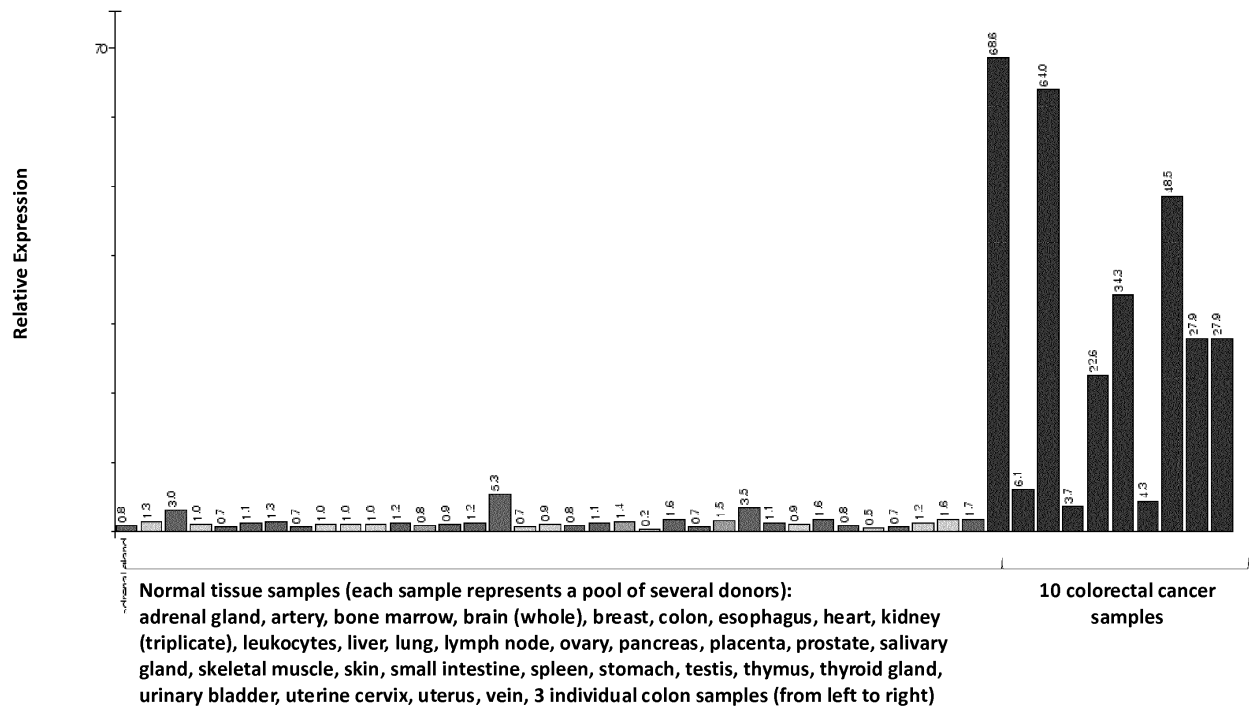 Relative Expression
70
0.8 1.3 3.0 1.0 0.7 1.1 1.3 0.7 1.0 1.0 1.0 1.2 0.8 0.9 1.2 5.3 0.7 0.9 0.8 1.1 1.4 0.2 1.6 0.7 1.5 3.5 1.1 0.9 1.6 0.8 0.5 0.7 1.2 1.6 1.7 68.6 6.1 64.0 3.7 22.6 34.3 4.3 48.5 27.9 27.9
adrenal gland
Normal tissue samples (each sample represents a pool of several donors):
adrenal gland, artery, bone marrow, brain (whole), breast, colon, esophagus, heart, kidney
(triplicate), leukocytes, liver, lung, lymph node, ovary, pancreas, placenta, prostate, salivary
gland, skeletal muscle, skin, small intestine, spleen, stomach, testis, thymus, thyroid gland,
urinary bladder, uterine cervix, uterus, vein, 3 individual colon samples (from left to right)
10 colorectal cancer
samples